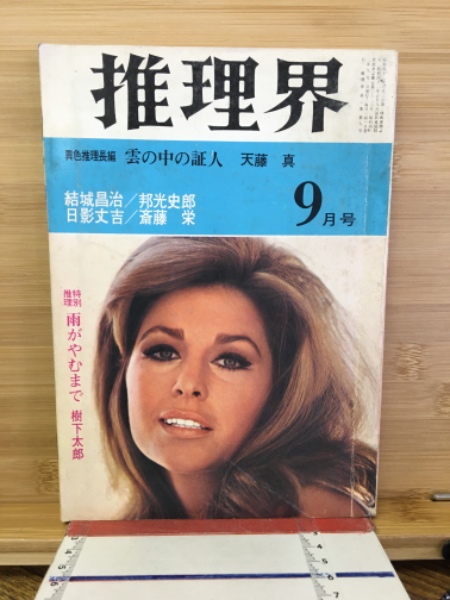 推理界
異色推理長編 雲の中の証人 天藤 真
結城昌治／邦光史郎
日影丈吉／斎藤 栄
9月号
特別推理 雨がやむまで 樹下太郎